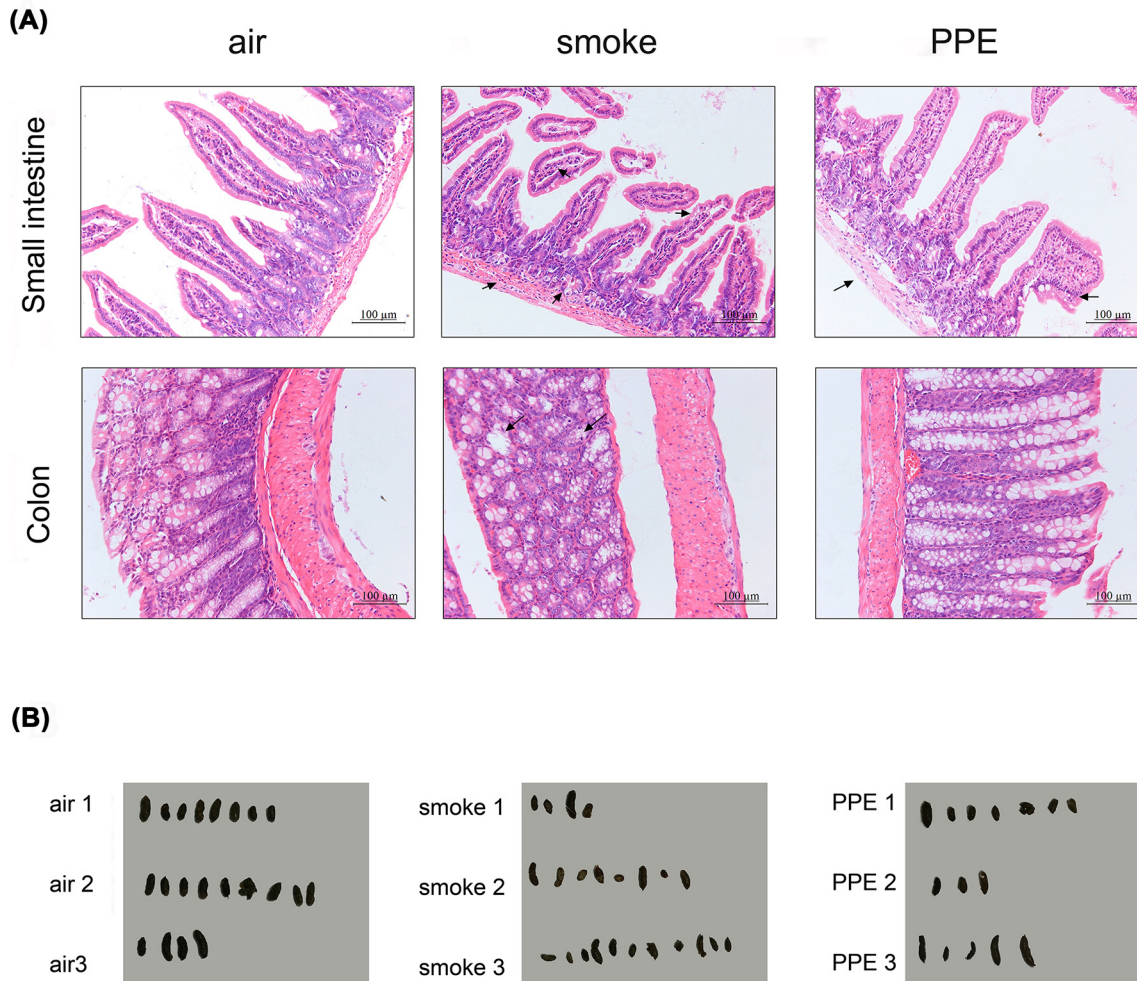 (A)
air smoke PPE
Small intestine
100 µm 100 µm 100 µm
Colon
100 µm 100 µm 100 µm
(B)
air 1 smoke 1 PPE 1
air 2 smoke 2 PPE 2
air3 smoke 3 PPE 3